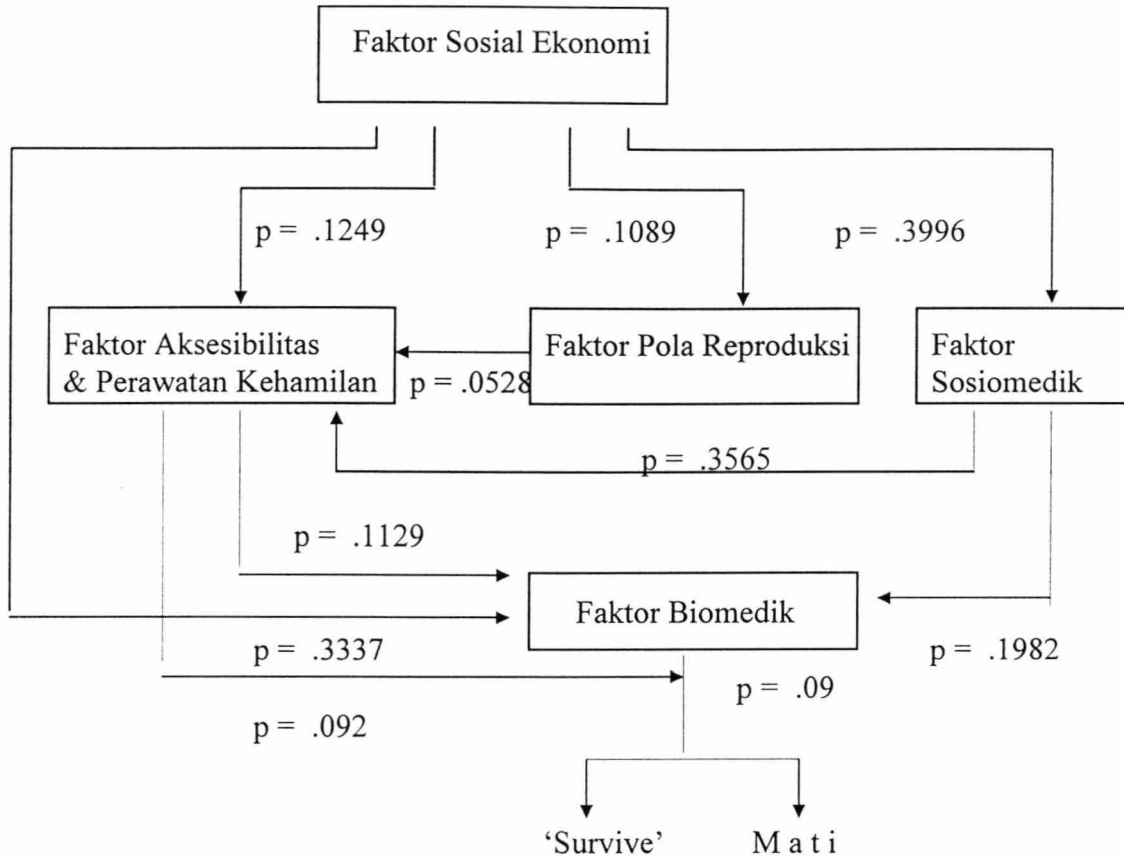 Faktor Sosial Ekonomi
p = .1249
p = .1089
p = .3996
Faktor Aksesibilitas
& Perawatan Kehamilan
p = .0528
Faktor Pola Reproduksi
Faktor
Sosiomedik
p = .3565
p = .1129
Faktor Biomedik
p = .3337
p = .1982
p = .09
p = .092
‘Survive’
M a t i